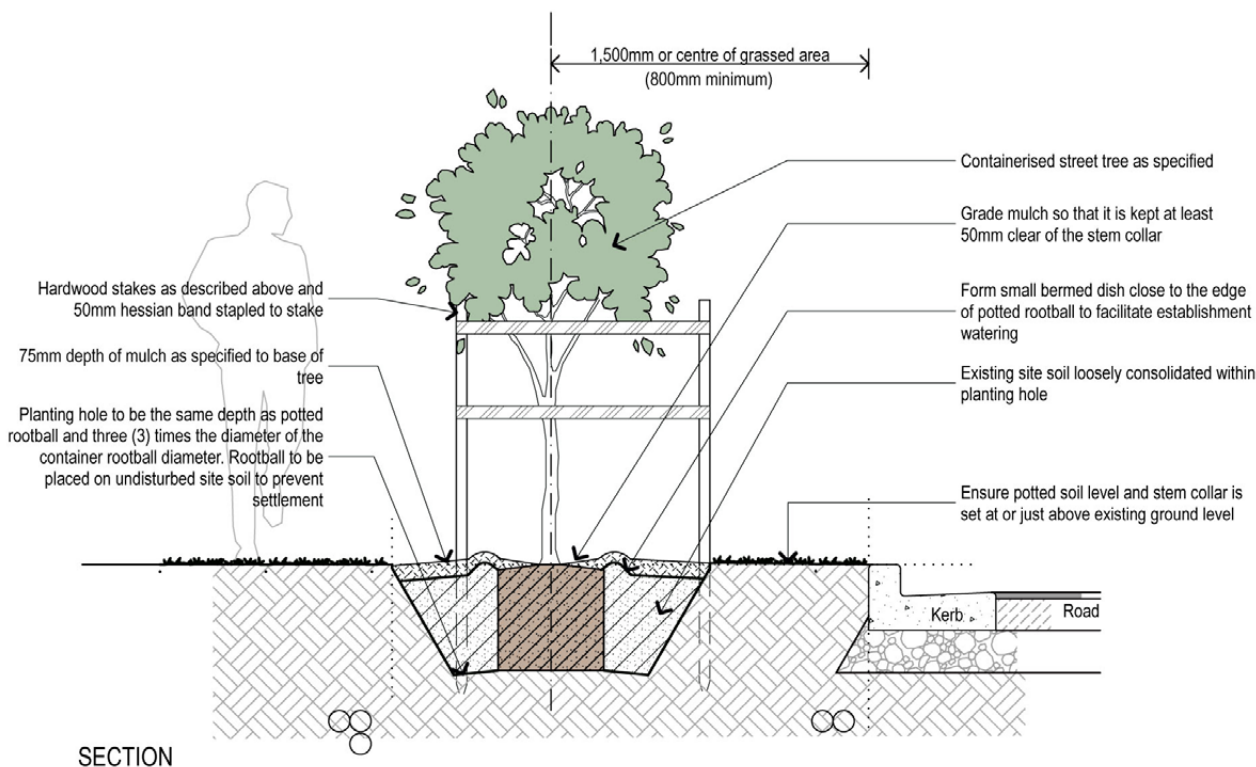 1,500mm or centre of grassed area
(800mm minimum)
Containerised street tree as specified
Grade mulch so that it is kept at least
50mm clear of the stem collar
Hardwood stakes as described above and
50mm hessian band stapled to stake
Form small bermed dish close to the edge
of potted rootball to facilitate establishment
watering
75mm depth of mulch as specified to base of
tree
Existing site soil loosely consolidated within
planting hole
Planting hole to be the same depth as potted
rootball and three (3) times the diameter of the
container rootball diameter. Rootball to be
placed on undisturbed site soil to prevent
settlement
Ensure potted soil level and stem collar is
set at or just above existing ground level
Kerb
Road
SECTION